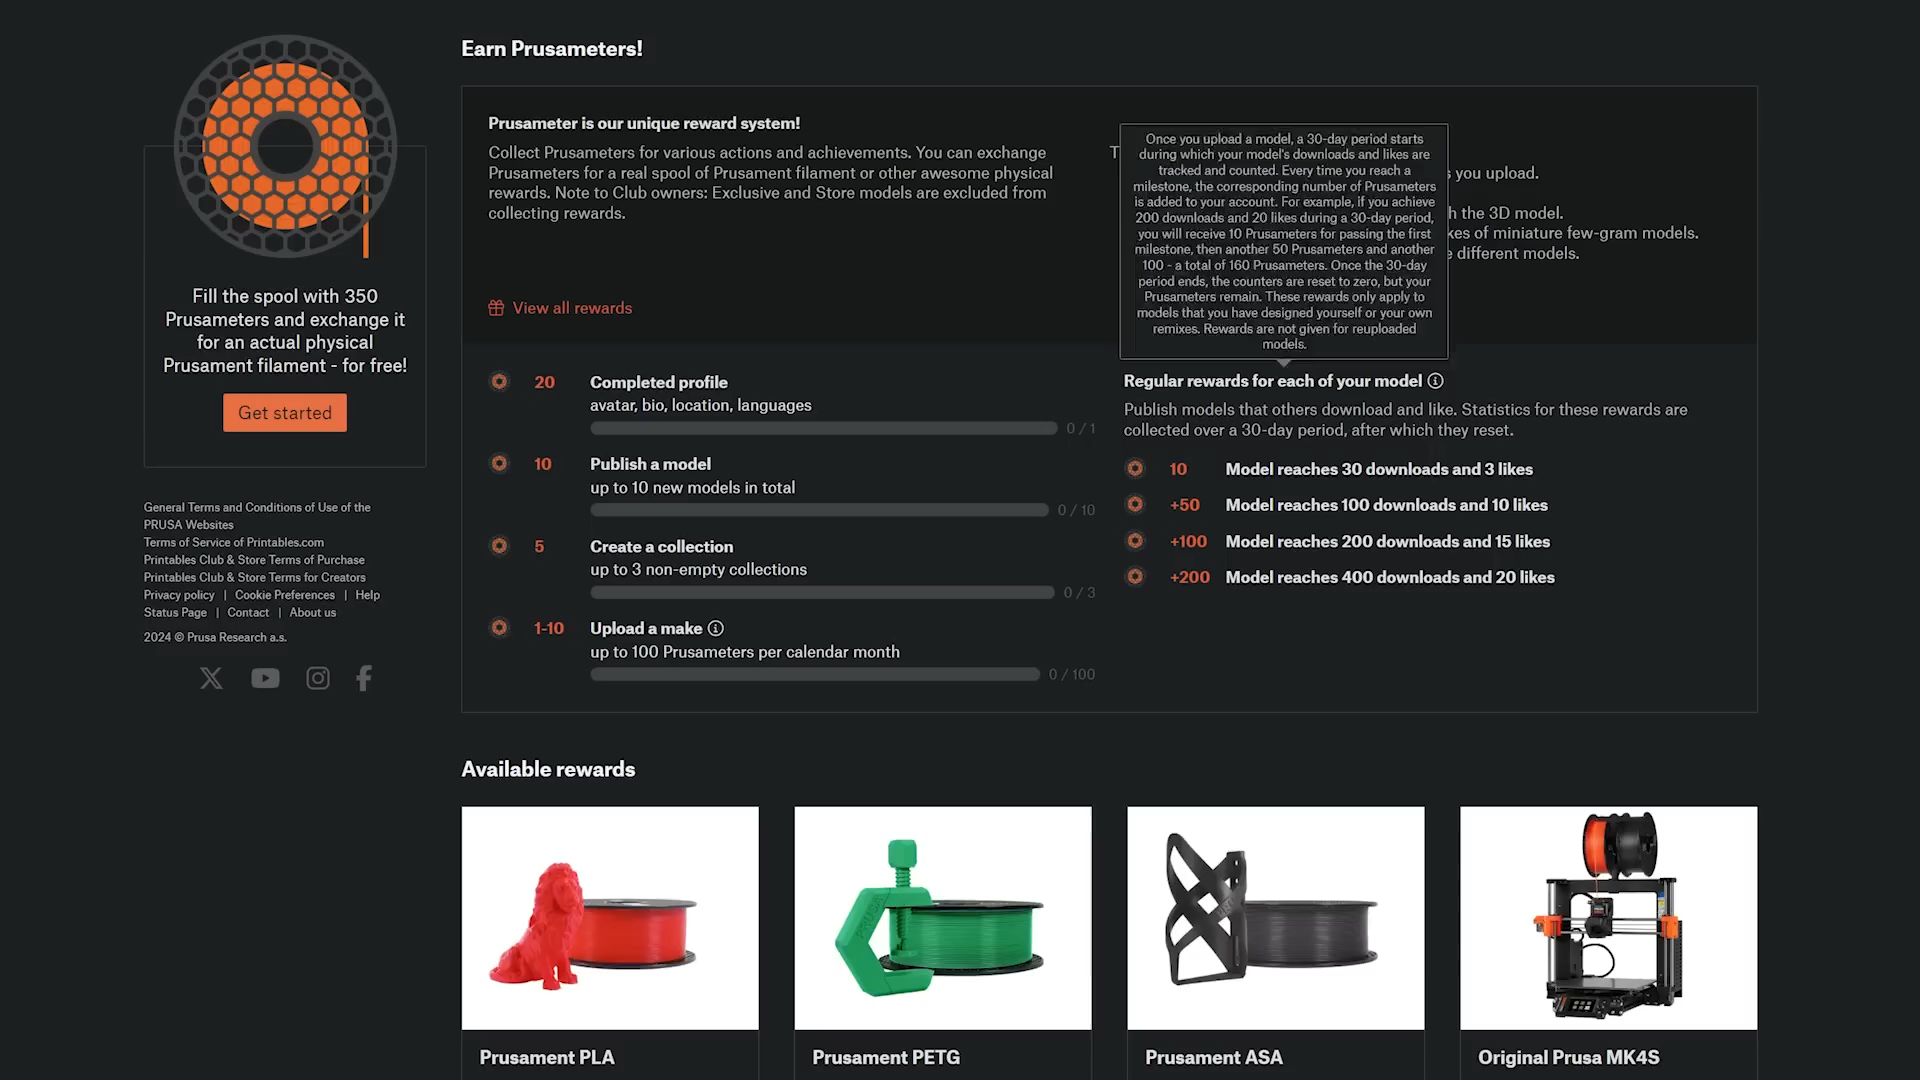 Earn Prusameters!
Fill the spool with 350
Prusameters and exchange it
for an actual physical
Prusament filament - for free!
Get started
General Terms and Conditions of Use of the
PRUSA Websites
Terms of Service of Printables.com
Printables Club & Store Terms of Purchase
Printables Club & Store Terms for Creators
Privacy policy | Cookie Preferences | Help
Status Page | Contact | About us
2024 © Prusa Research a.s.
Prusameter is our unique reward system!
Collect Prusameters for various actions and achievements. You can exchange
Prusameters for a real spool of Prusament filament or other awesome physical
rewards. Note to Club owners: Exclusive and Store models are excluded from
collecting rewards.
View all rewards
Once you upload a model, a 30-day period starts
during which your model's downloads and likes are
tracked and counted. Every time you reach a
milestone, the corresponding number of Prusameters
is added to your account. For example, if you achieve
200 downloads and 20 likes during a 30-day period,
you will receive 10 Prusameters for passing the first
milestone, then another 50 Prusameters and another
100 - a total of 160 Prusameters. Once the 30-day
period ends, the counters are reset to zero, but your
Prusameters remain. These rewards only apply to
models that you have designed yourself or your own
remixes. Rewards are not given for reuploaded
models.
you upload.
the 3D model.
of miniature few-gram models.
different models.
20 Completed profile
avatar, bio, location, languages
0 / 1
10 Publish a model
up to 10 new models in total
0 / 10
5 Create a collection
up to 3 non-empty collections
0 / 3
1-10 Upload a make
up to 100 Prusameters per calendar month
0 / 100
Regular rewards for each of your model
Publish models that others download and like. Statistics for these rewards are
collected over a 30-day period, after which they reset.
10 Model reaches 30 downloads and 3 likes
+50 Model reaches 100 downloads and 10 likes
+100 Model reaches 200 downloads and 15 likes
+200 Model reaches 400 downloads and 20 likes
Available rewards
Prusament PLA
Prusament PETG
Prusament ASA
Original Prusa MK4S